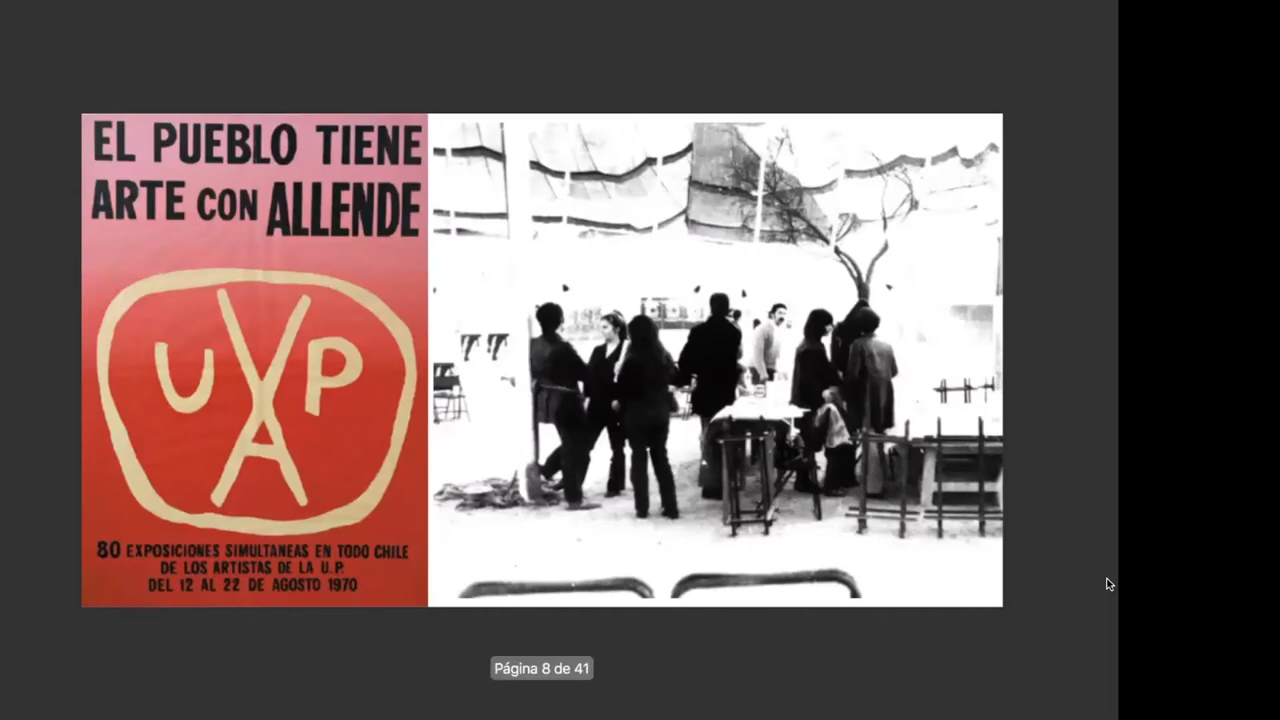 EL PUEBLO TIENE
ARTE CON ALLENDE
U P
A
80 EXPOSICIONES SIMULTANEAS EN TODO CHILE
DE LOS ARTISTAS DE LA U.P.
DEL 12 AL 22 DE AGOSTO 1970
Página 8 de 41